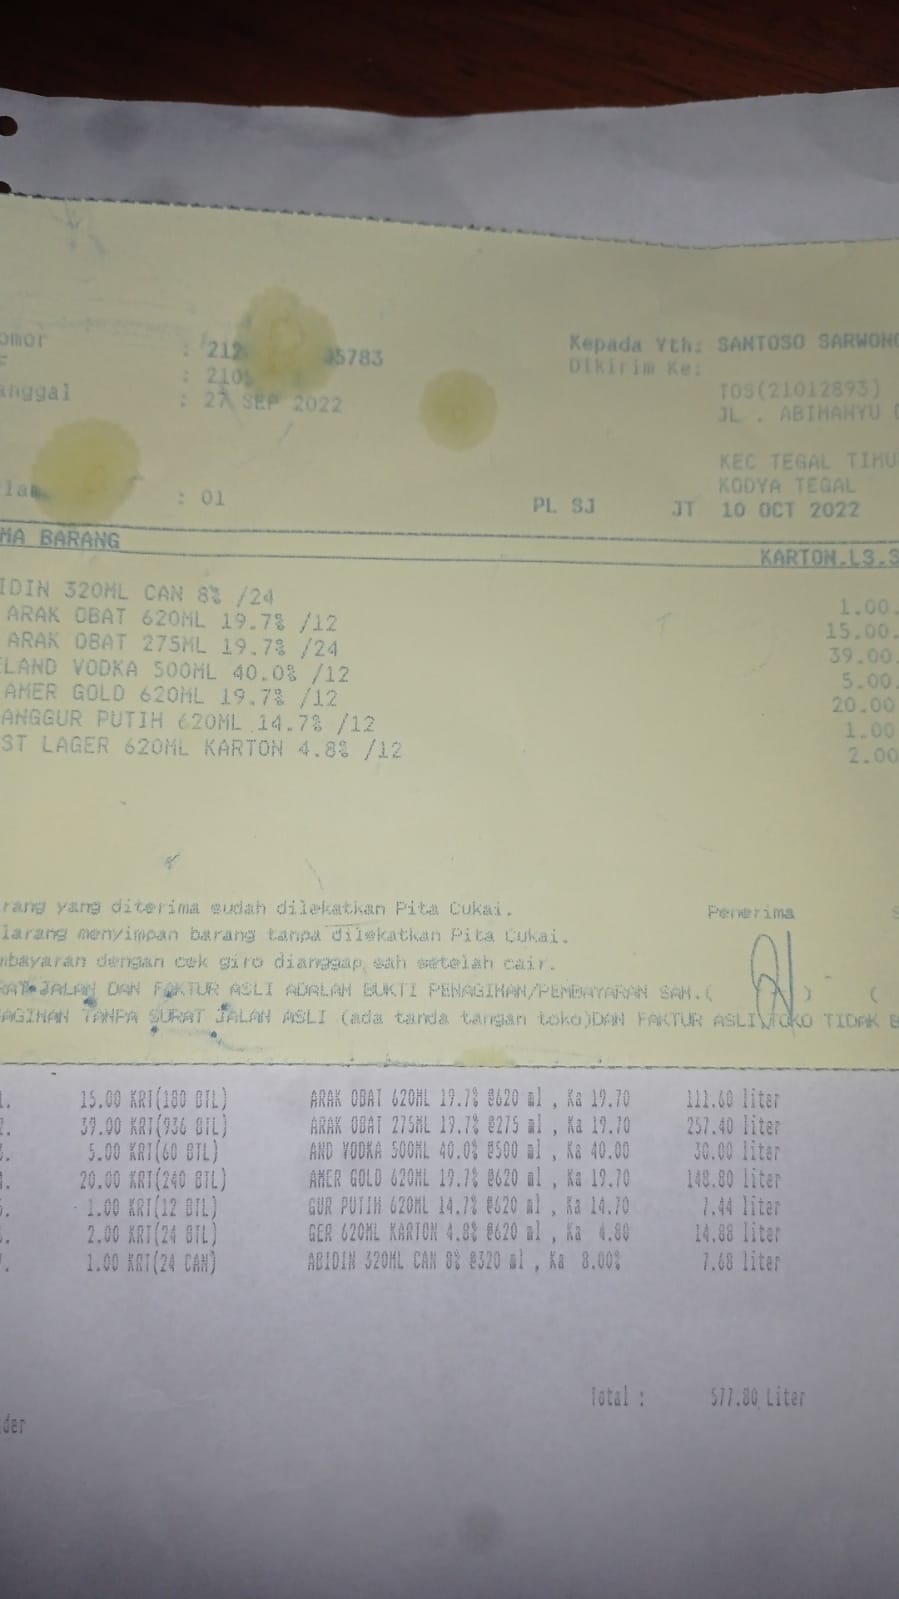 omor : 212 05783 Kepada Yth: SANTOSO SARWONO
F : 2105 Dikirim Ke:
anggal : 27 SEP 2022 TOS(21012893)
JL . ABIMANYU
KEC TEGAL TIMU
KODYA TEGAL
: 01 PL SJ JT 10 OCT 2022
MA BARANG KARTON.LS.S
IDIN 320ML CAN 8% /24 1.00.
ARAK OBAT 620ML 19.7% /12 15.00.
ARAK OBAT 275ML 19.7% /24 39.00.
ELAND VODKA 500ML 40.0% /12 5.00.
AMER GOLD 620ML 19.7% /12 20.00
ANGGUR PUTIH 620ML 14.7% /12 1.00
ST LAGER 620ML KARTON 4.8% /12 2.00
rang yang diterima sudah dilekatkan Pita Cukai. Penerima
larang menyimpan barang tanpa dilekatkan Pita Cukai.
mbayaran dengan cek giro dianggap sah setelah cair.
RAT JALAN DAN FAKTUR ASLI ADALAH BUKTI PENAGIHAN/PEMBAYARAN SAH.( ) (
AGIHAN TANPA SURAT JALAN ASLI (ada tanda tangan toko)DAN FAKTUR ASLI,TOKO TIDAK B
1. 15.00 KRT(180 BTL) ARAK OBAT 620ML 19.7% @620 ml , Ka 19.70 111.60 liter
2. 39.00 KRT(936 BTL) ARAK OBAT 275ML 19.7% @275 ml , Ka 19.70 257.40 liter
3. 5.00 KRT(60 BTL) AND VODKA 500ML 40.0% @500 ml , Ka 40.00 30.00 liter
4. 20.00 KRT(240 BTL) AMER GOLD 620ML 19.7% @620 ml , Ka 19.70 148.80 liter
5. 1.00 KRT(12 BTL) GUR PUTIH 620ML 14.7% @620 ml , Ka 14.70 7.44 liter
6. 2.00 KRT(24 BTL) GER 620ML KARTON 4.8% @620 ml , Ka 4.80 14.88 liter
7. 1.00 KRT(24 CAN) ABIDIN 320ML CAN 8% @320 ml , Ka 8.00% 7.68 liter
Total : 577.80 Liter
der